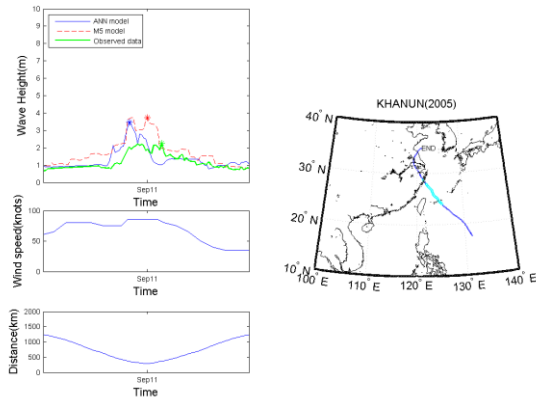 ANN model
M5 model
Observed data
Wave Height(m)
10
9
8
7
6
5
4
3
2
1
0
Sep11
Time
Wind speed(Knots)
100
50
0
Sep11
Time
Distance(km)
2000
1500
1000
500
0
Sep11
Time
KHANUN(2005)
40° N
30° N
20° N
10° N
100° E
110° E
120° E
130° E
140° E
END